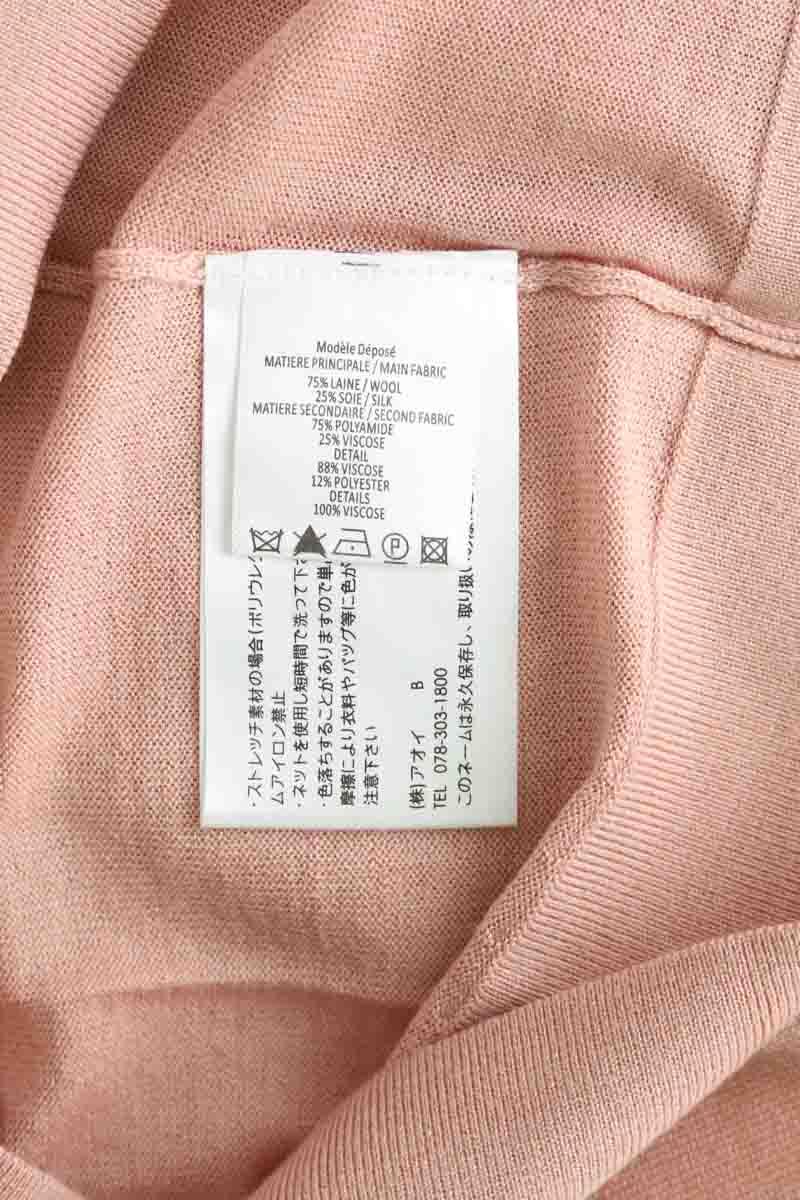 Modèle Déposé
MATIERE PRINCIPALE / MAIN FABRIC
75% LAINE / WOOL
25% SOIE / SILK
MATIERE SECONDAIRE / SECOND FABRIC
75% POLYAMIDE
25% VISCOSE
DETAIL
88% VISCOSE
12% POLYESTER
DETAILS
100% VISCOSE
P
・ストレッチ素材の場合(ポリウレタ
ムアイロン禁止
・ネットを使用し短時間で洗って下さ
・色落ちすることがありますので単
摩擦により衣料やバッグ等に色が
注意下さい
(株)アオイ B
TEL 078-303-1800
このネームは永久保存し、取り扱い